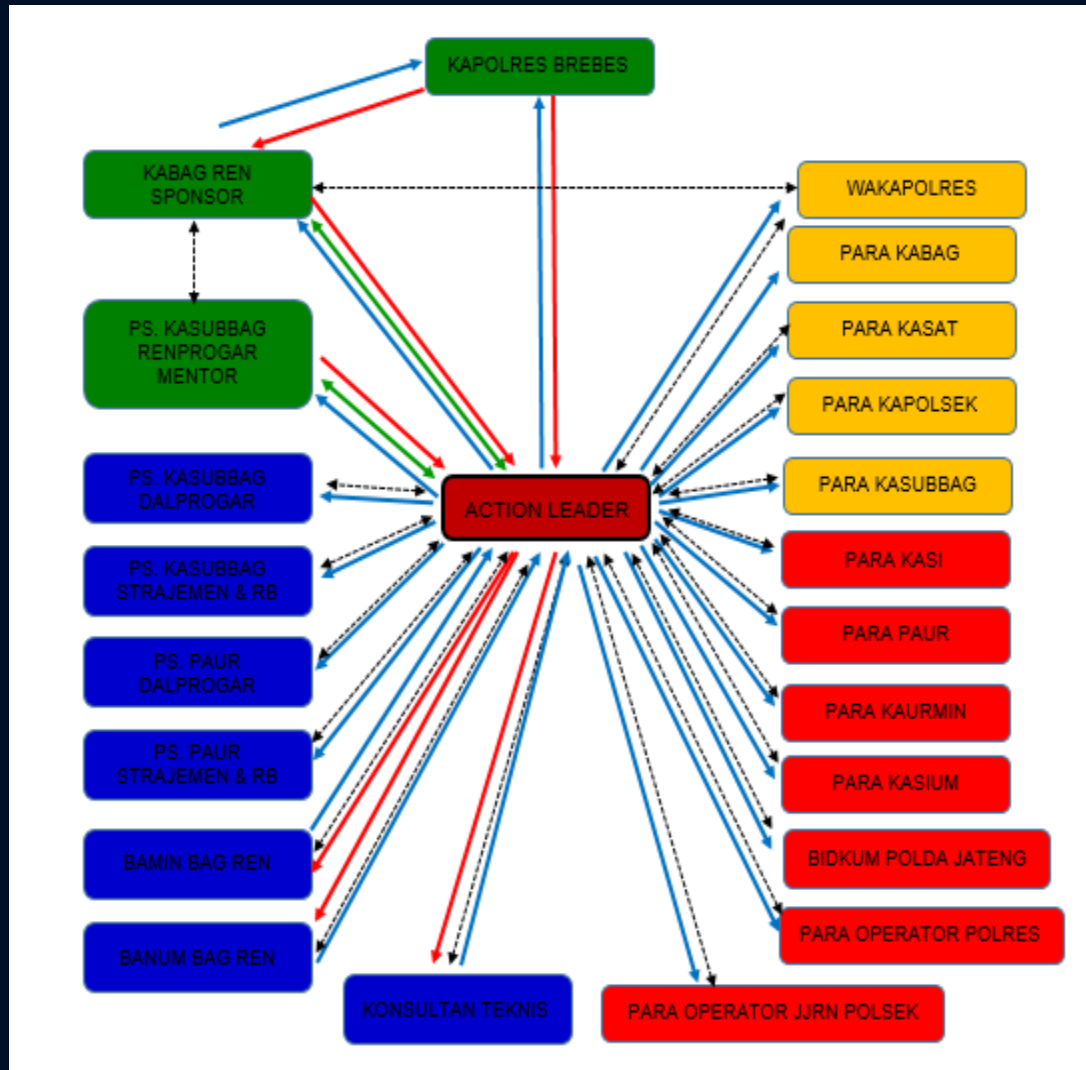 KAPOLRES BREBES
KABAG REN
SPONSOR
WAKAPOLRES
PARA KABAG
PS. KASUBBAG
RENPROGAR
MENTOR
PARA KASAT
PARA KAPOLSEK
PS. KASUBBAG
DALPROGAR
PARA KASUBBAG
ACTION LEADER
PS. KASUBBAG
STRAJEMEN & RB
PARA KASI
PARA PAUR
PS. PAUR
DALPROGAR
PARA KAURMIN
PS. PAUR
STRAJEMEN & RB
PARA KASIUM
BAMIN BAG REN
BIDKUM POLDA JATENG
PARA OPERATOR POLRES
BANUM BAG REN
KONSULTAN TEKNIS
PARA OPERATOR JJRN POLSEK